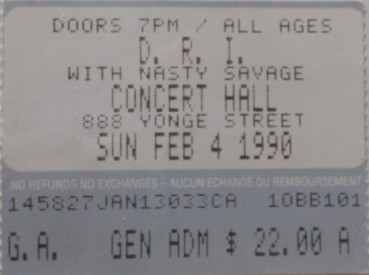 DOORS 7PM / ALL AGES
D. R. I.
WITH NASTY SAVAGE
CONCERT HALL
888 YONGE STREET
SUN FEB 4 1990
NO REFUNDS NO EXCHANGES - AUCUN ECHANGE DU REMBOURSEMENT
145827JAN13033CA 10BB101
G.A. GEN ADM $ 22.00 A